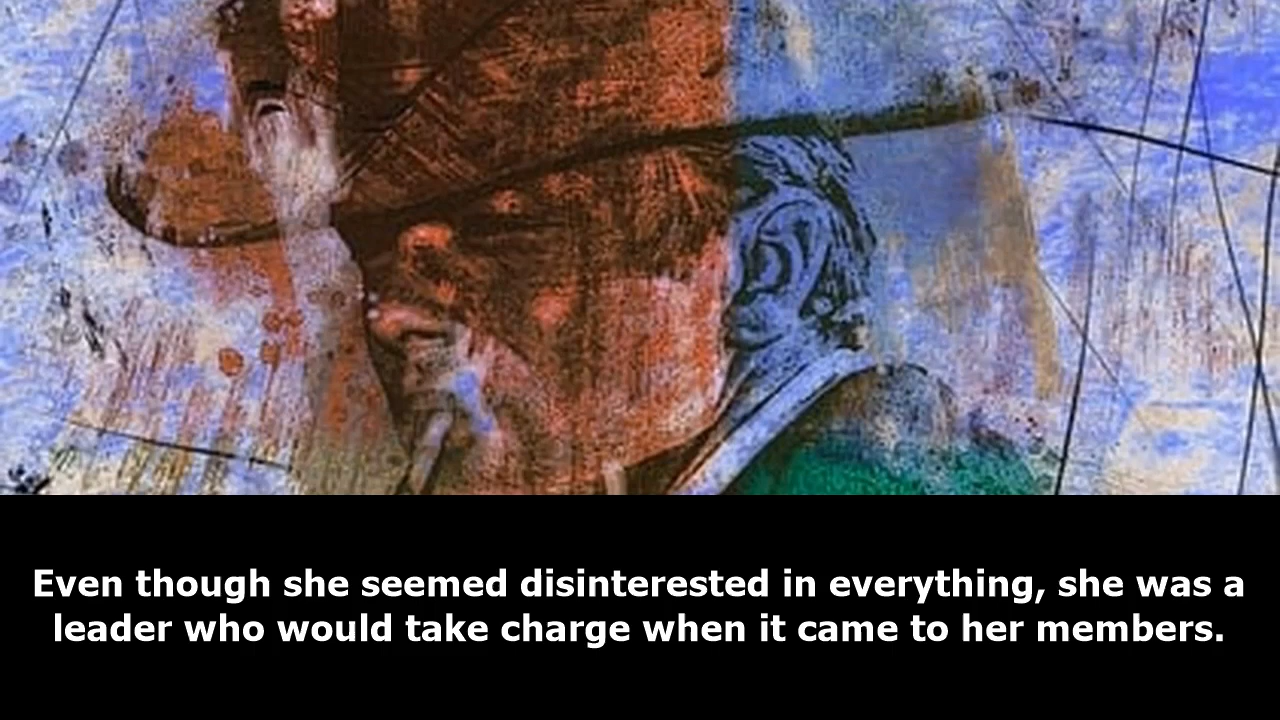 Even though she seemed disinterested in everything, she was a
leader who would take charge when it came to her members.